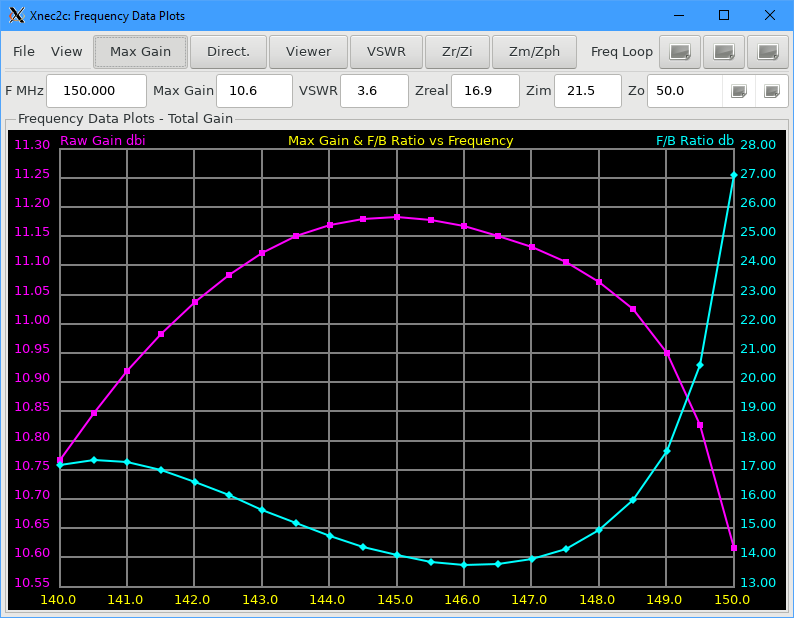 Xnec2c: Frequency Data Plots
File View Max Gain Direct. Viewer VSWR Zr/Zi Zm/Zph Freq Loop
F MHz 150.000 Max Gain 10.6 VSWR 3.6 Zreal 16.9 Zim 21.5 Zo 50.0
Frequency Data Plots - Total Gain
Raw Gain dbi Max Gain & F/B Ratio vs Frequency F/B Ratio db
11.30 28.00
11.25 27.00
11.20 26.00
11.15 25.00
11.10 24.00
11.05 23.00
11.00 22.00
10.95 21.00
10.90 20.00
10.85 19.00
10.80 18.00
10.75 17.00
10.70 16.00
10.65 15.00
10.60 14.00
10.55 13.00
140.0 141.0 142.0 143.0 144.0 145.0 146.0 147.0 148.0 149.0 150.0